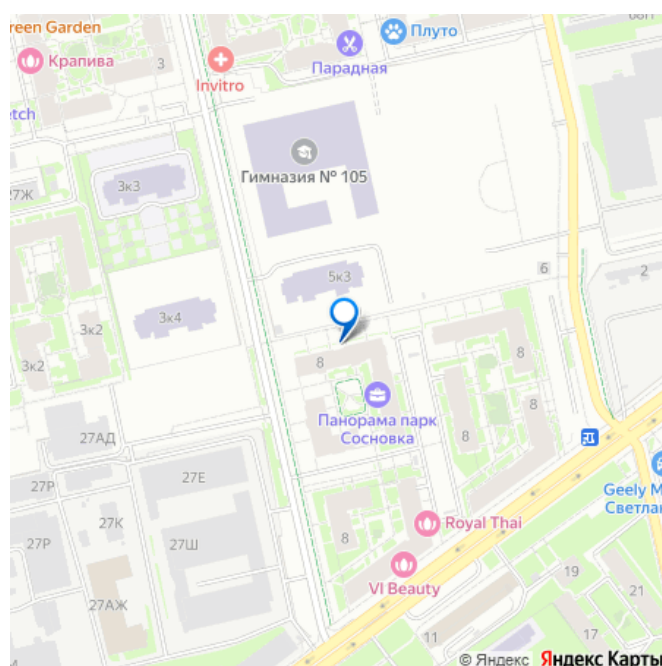 reen Garden
Плуто
Крапива
3
Парадная
Invitro
etch
Гимназия № 105
3к3
27Ж
5к3
6
2
3к4
3к2
3к2
8
8
8
Панорама парк
Сосновка
8
27АД
27Е
27Р
27К
27Р
27Ш
8
Royal Thai
Geely M
Светлан
VI Beauty
27АЖ
19
21
11
17
© Яндекс Яндекс Карты